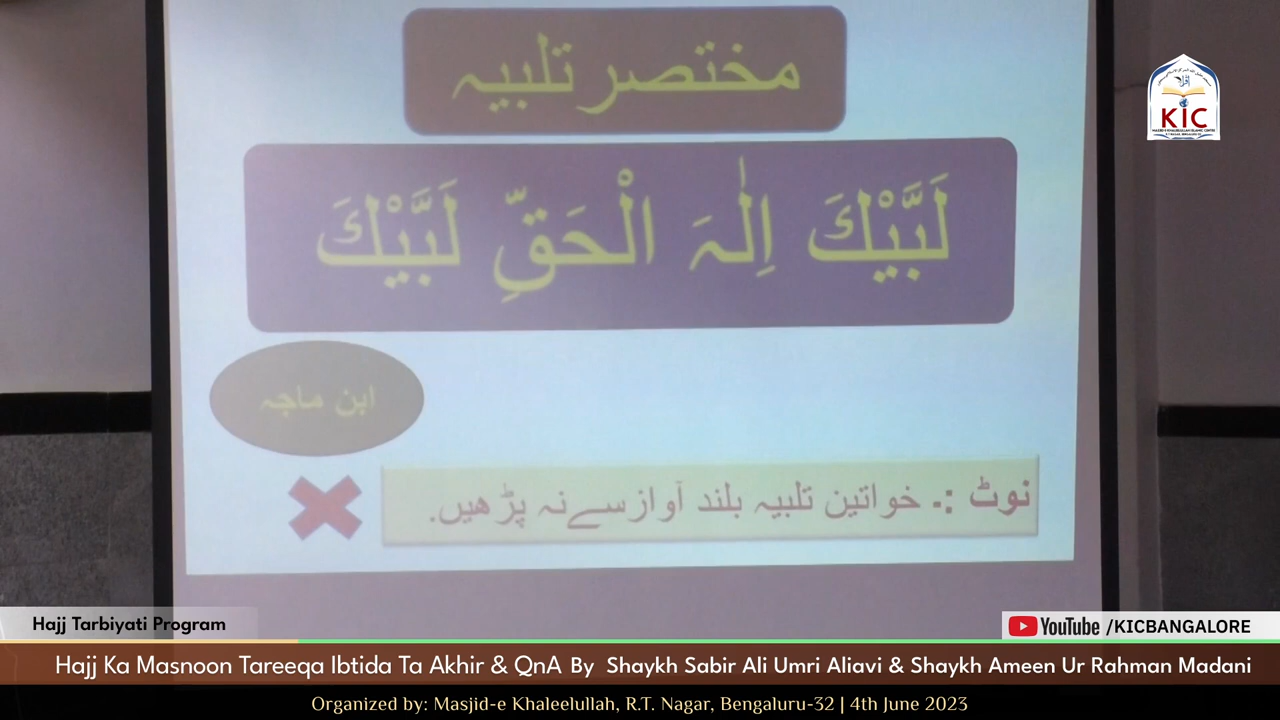 مختصر تلبیہ
لَبَّيْكَ اِلٰہَ الْحَقِّ لَبَّيْكَ
ابن ماجہ
نوٹ :۔ خواتین تلبیہ بلند آواز سے نہ پڑھیں۔
KIC
Hajj Tarbiyati Program
YouTube /KICBANGALORE
Hajj Ka Masnoon Tareeqa Ibtida Ta Akhir & QnA By Shaykh Sabir Ali Umri Aliavi & Shaykh Ameen Ur Rahman Madani
Organized by: Masjid-e Khaleelullah, R.T. Nagar, Bengaluru-32 | 4th June 2023